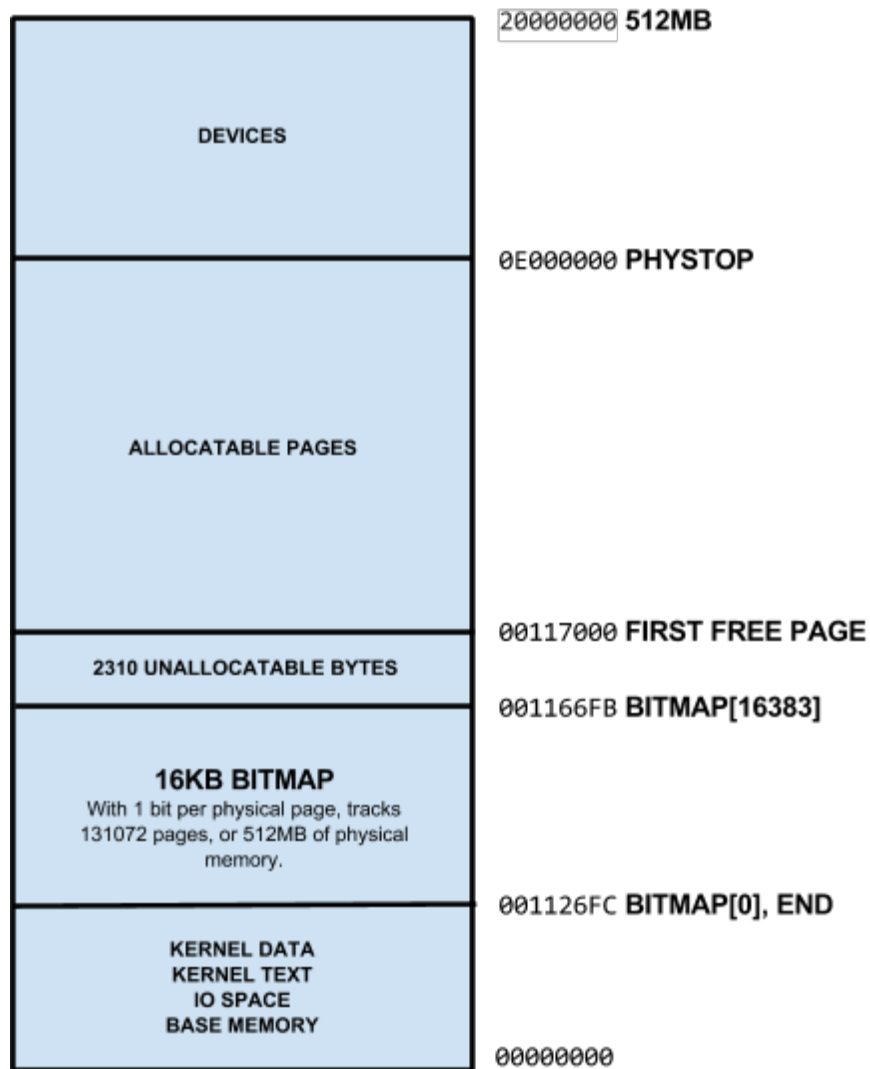 20000000 512MB
DEVICES
0E000000 PHYSTOP
ALLOCATABLE PAGES
00117000 FIRST FREE PAGE
2310 UNALLOCATABLE BYTES
001166FB BITMAP[16383]
16KB BITMAP
With 1 bit per physical page, tracks
131072 pages, or 512MB of physical
memory.
001126FC BITMAP[0], END
KERNEL DATA
KERNEL TEXT
IO SPACE
BASE MEMORY
00000000